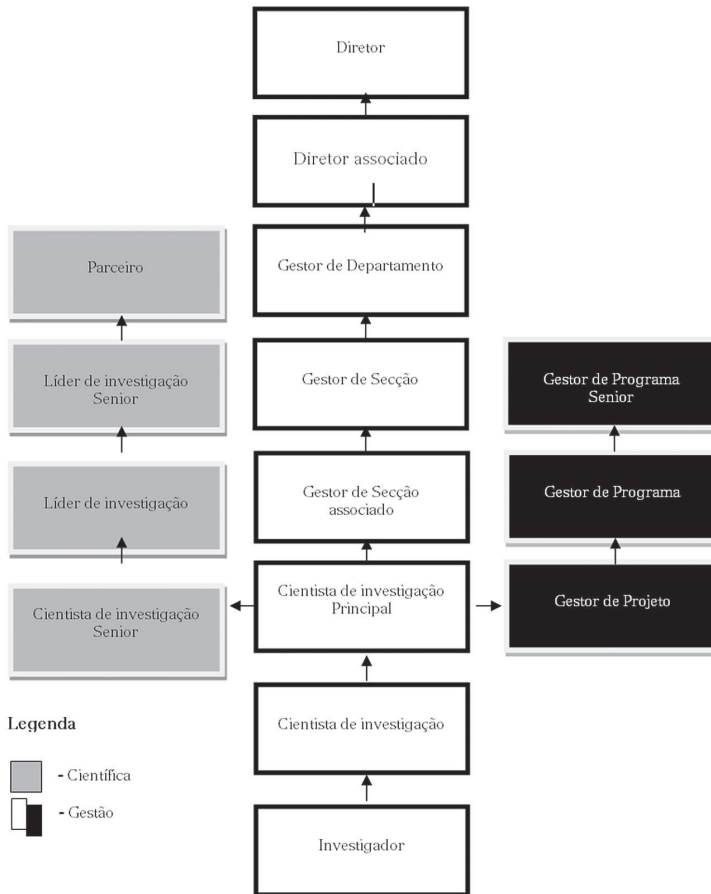 Diretor
Diretor associado
Parceiro
Gestor de Departamento
Líder de investigação
Senior
Gestor de Secção
Gestor de Programa
Senior
Líder de investigação
Gestor de Secção
associado
Gestor de Programa
Cientista de investigação
Senior
Cientista de investigação
Principal
Gestor de Projeto
Cientista de investigação
Investigador
Legenda
- Científica
- Gestão